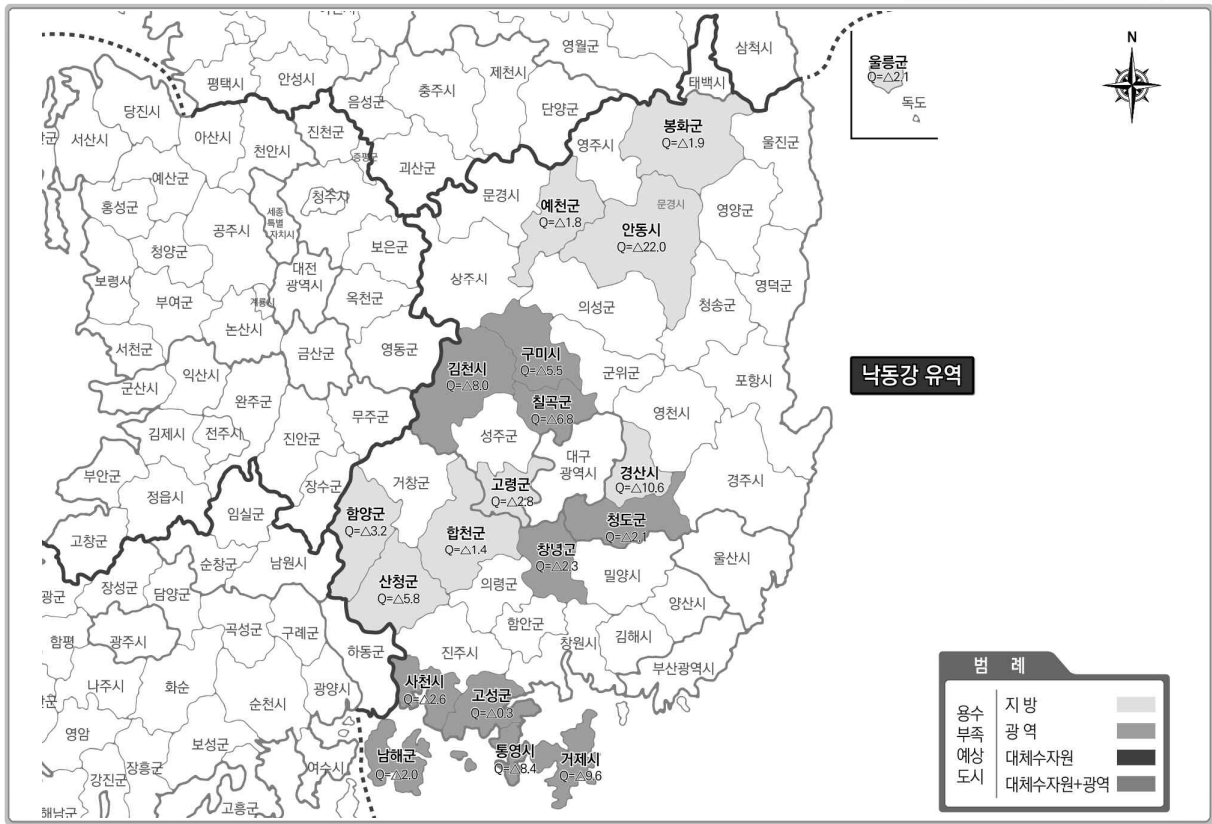 영월군
삼척시
평택시
안성시
음성군
충주시
제천시
단양군
태백시
N
울릉군
Q=△2.1
독도
당진시
서산시
아산시
천안시
진천군
증평군
괴산군
영주시
봉화군
Q=△1.9
울진군
예산군
홍성군
청주시
세종
특별
자치시
문경시
예천군
Q=△1.8
문경시
안동시
Q=△22.0
영양군
청양군
공주시
보은군
대전
광역시
상주시
보령시
부여군
계룡시
옥천군
의성군
청송군
영덕군
논산시
서천군
금산군
영동군
김천시
Q=△8.0
구미시
Q=△5.5
군위군
포항시
낙동강 유역
군산시
익산시
완주군
무주군
칠곡군
Q=△6.8
영천시
김제시
전주시
진안군
성주군
대구
광역시
경산시
Q=△10.6
경주시
부안군
정읍시
장수군
거창군
고령군
Q=△2.8
임실군
함양군
Q=△3.2
합천군
Q=△1.4
청도군
Q=△2.1
고창군
순창군
남원시
창녕군
Q=△2.3
밀양시
울산시
장성군
담양군
산청군
Q=△5.8
의령군
양산시
광군
곡성군
구례군
함안군
함평
광주시
하동군
진주시
창원시
김해시
부산광역시
나주시
화순
순천시
광양시
사천시
Q=△2.6
고성군
Q=△0.3
영암
보성군
남해군
Q=△2.0
통영시
Q=△8.4
거제시
Q=△9.6
강진군
장흥군
여수시
해남군
고흥군
범 례
용수
부족
예상
도시
지 방
광 역
대체수자원
대체수자원+광역